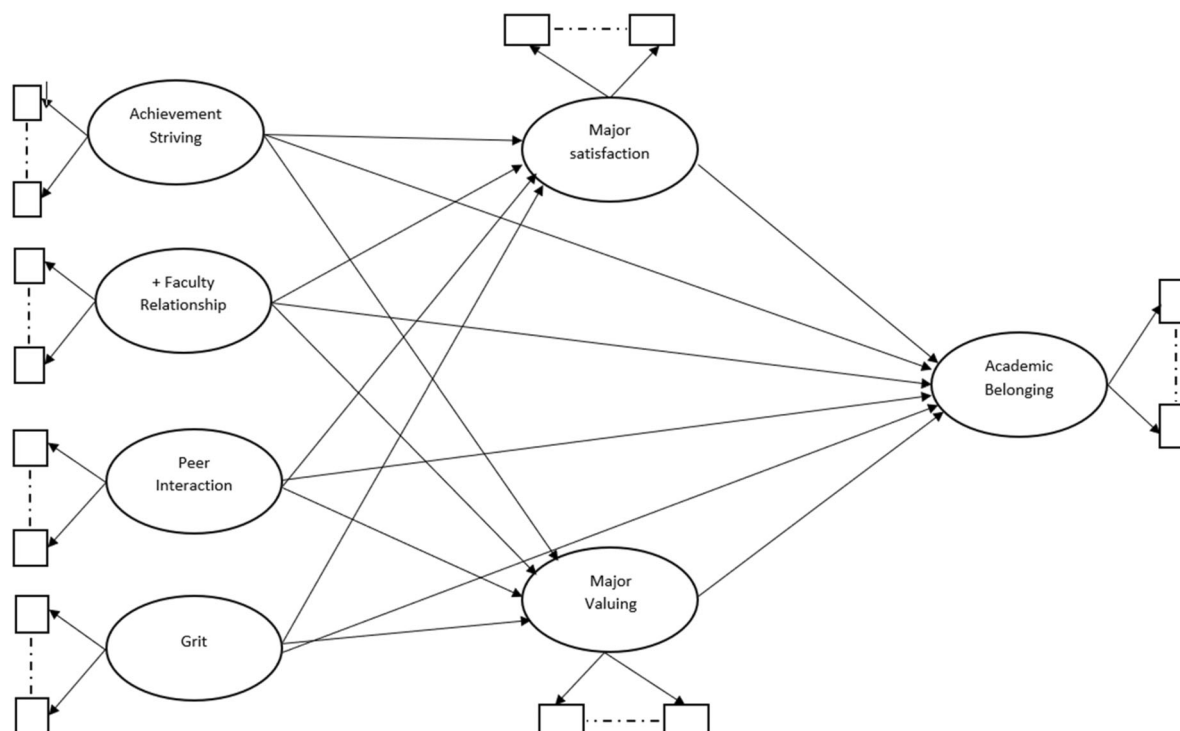 Achievement
Striving
Major
satisfaction
+ Faculty
Relationship
Academic
Belonging
Peer
Interaction
Major
Valuing
Grit